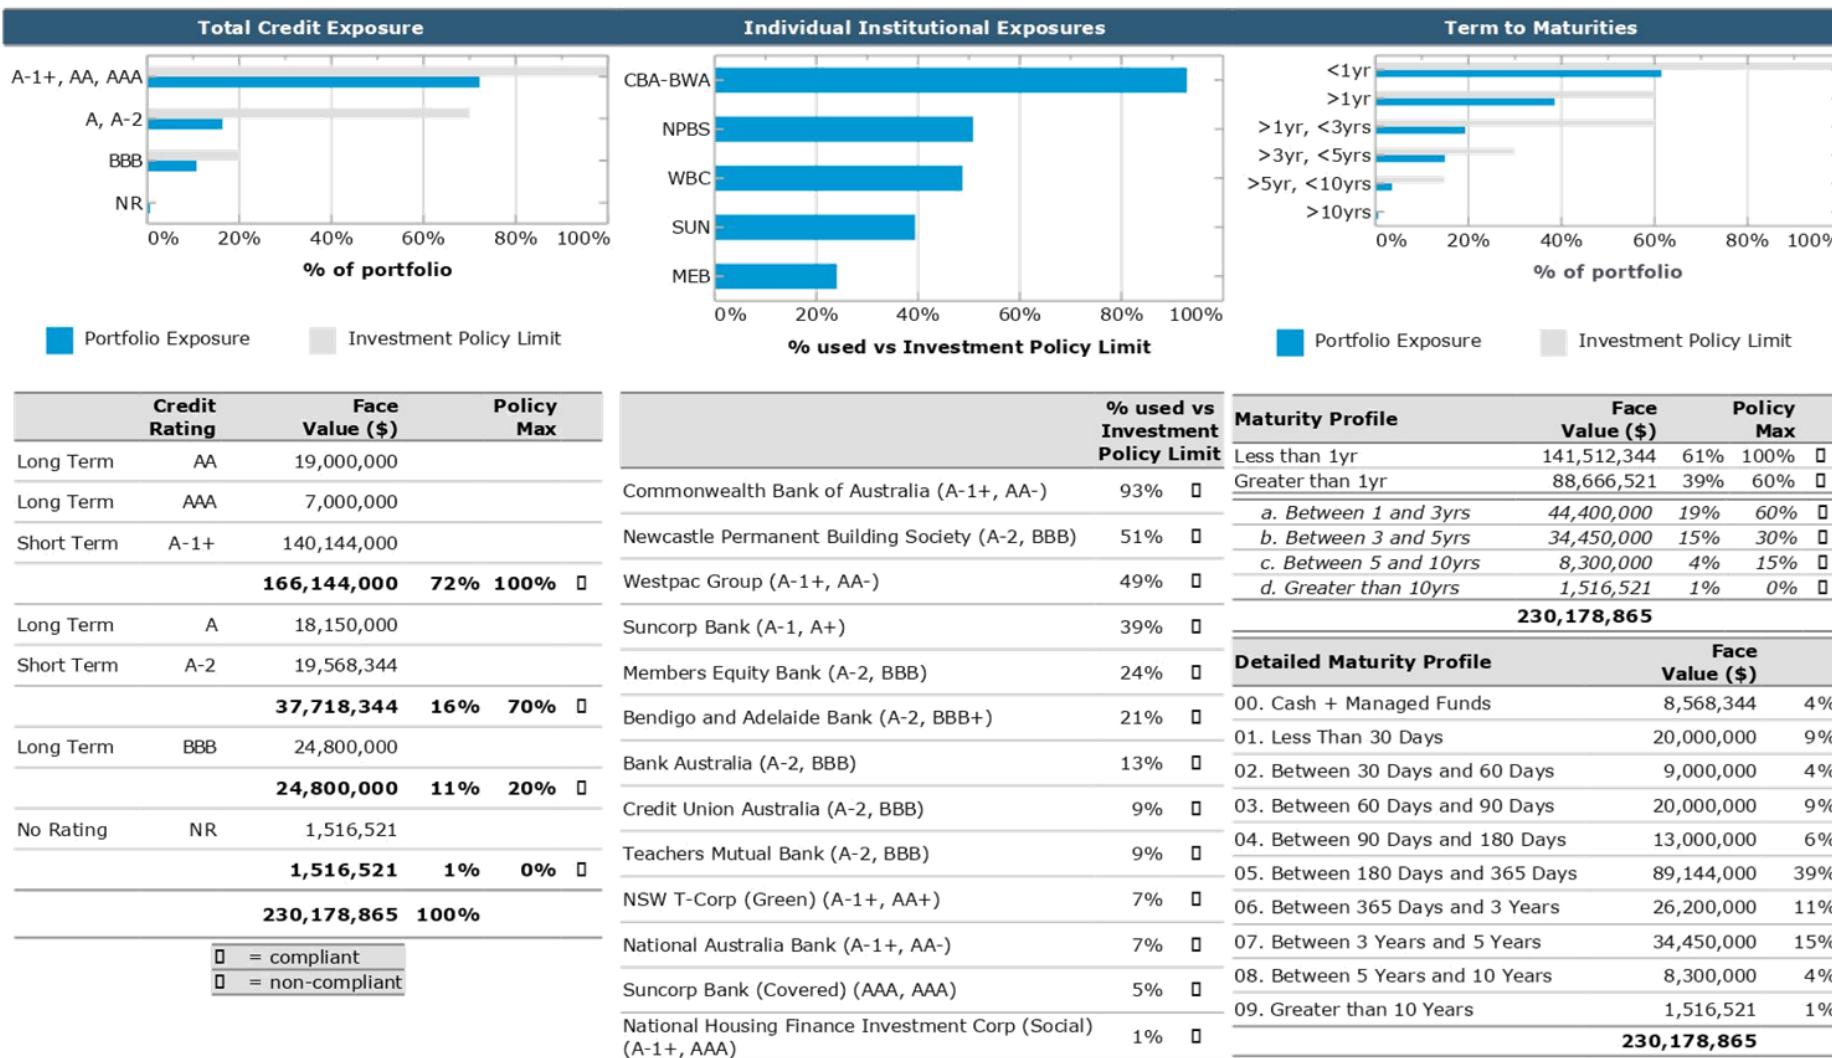 Total Credit Exposure
A-1+, AA, AAA
A, A-2
BBB
NR
0% 20% 40% 60% 80% 100%
% of portfolio
Portfolio Exposure Investment Policy Limit
Credit Rating Face Value ($) Policy Max
Long Term AA 19,000,000
Long Term AAA 7,000,000
Short Term A-1+ 140,144,000
166,144,000 72% 100%
Long Term A 18,150,000
Short Term A-2 19,568,344
37,718,344 16% 70%
Long Term BBB 24,800,000
24,800,000 11% 20%
No Rating NR 1,516,521
1,516,521 1% 0%
230,178,865 100%
= compliant
= non-compliant
Individual Institutional Exposures
CBA-BWA
NPBS
WBC
SUN
MEB
0% 20% 40% 60% 80% 100%
% used vs Investment Policy Limit
% used vs
Investment
Policy Limit
Commonwealth Bank of Australia (A-1+, AA-) 93%
Newcastle Permanent Building Society (A-2, BBB) 51%
Westpac Group (A-1+, AA-) 49%
Suncorp Bank (A-1, A+) 39%
Members Equity Bank (A-2, BBB) 24%
Bendigo and Adelaide Bank (A-2, BBB+) 21%
Bank Australia (A-2, BBB) 13%
Credit Union Australia (A-2, BBB) 9%
Teachers Mutual Bank (A-2, BBB) 9%
NSW T-Corp (Green) (A-1+, AA+) 7%
National Australia Bank (A-1+, AA-) 7%
Suncorp Bank (Covered) (AAA, AAA) 5%
National Housing Finance Investment Corp (Social)
(A-1+, AAA) 1%
Term to Maturities
<1yr
>1yr
>1yr, <3yrs
>3yr, <5yrs
>5yr, <10yrs
>10yrs
0% 20% 40% 60% 80% 100%
% of portfolio
Portfolio Exposure Investment Policy Limit
Maturity Profile Face Value ($) Policy Max
Less than 1yr 141,512,344 61% 100%
Greater than 1yr 88,666,521 39% 60%
a. Between 1 and 3yrs 44,400,000 19% 60%
b. Between 3 and 5yrs 34,450,000 15% 30%
c. Between 5 and 10yrs 8,300,000 4% 15%
d. Greater than 10yrs 1,516,521 1% 0%
230,178,865
Detailed Maturity Profile Face Value ($)
00. Cash + Managed Funds 8,568,344 4%
01. Less Than 30 Days 20,000,000 9%
02. Between 30 Days and 60 Days 9,000,000 4%
03. Between 60 Days and 90 Days 20,000,000 9%
04. Between 90 Days and 180 Days 13,000,000 6%
05. Between 180 Days and 365 Days 89,144,000 39%
06. Between 365 Days and 3 Years 26,200,000 11%
07. Between 3 Years and 5 Years 34,450,000 15%
08. Between 5 Years and 10 Years 8,300,000 4%
09. Greater than 10 Years 1,516,521 1%
230,178,865